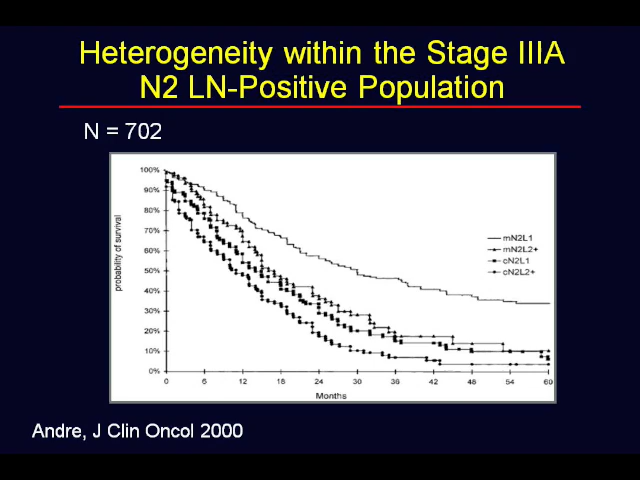 Heterogeneity within the Stage IIIA
N2 LN-Positive Population
N = 702
100%
90%
80%
70%
60%
50%
40%
30%
20%
10%
0%
probability of survival
mN2L1
mN2L2+
cN2L1
cN2L2+
0 6 12 18 24 30 36 42 48 54 60
Months
Andre, J Clin Oncol 2000